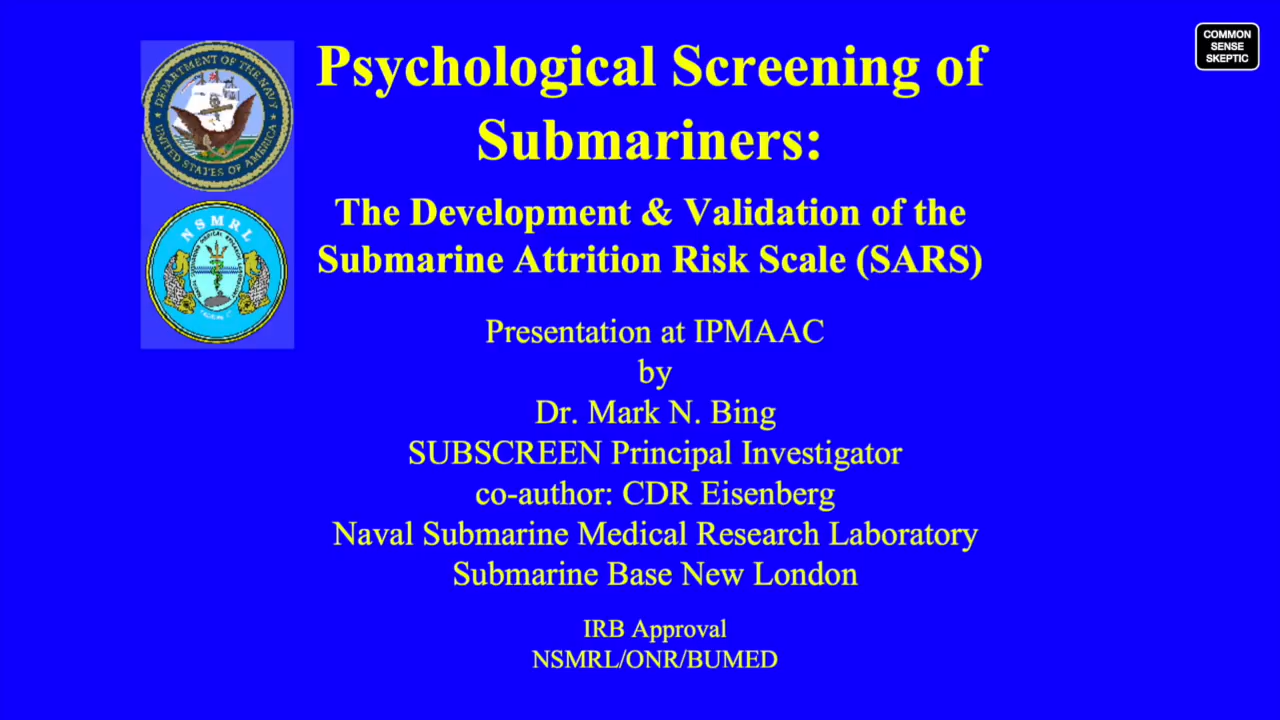 COMMON
SENSE
SKEPTIC
Psychological Screening of
Submariners:
The Development & Validation of the
Submarine Attrition Risk Scale (SARS)
Presentation at IPMAAC
by
Dr. Mark N. Bing
SUBSCREEN Principal Investigator
co-author: CDR Eisenberg
Naval Submarine Medical Research Laboratory
Submarine Base New London
IRB Approval
NSMRL/ONR/BUMED
DEPARTMENT OF THE NAVY
UNITED STATES OF AMERICA
NSMRL